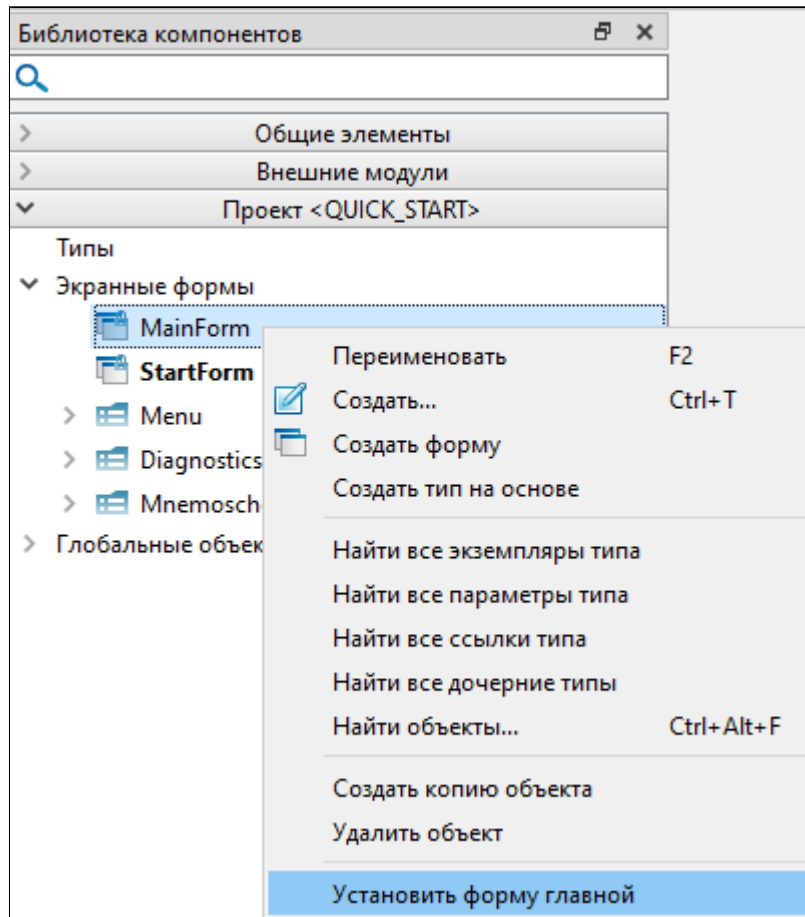 Библиотека компонентов
Общие элементы
Внешние модули
Проект <QUICK_START>
Типы
Экранные формы
MainForm
StartForm
Menu
Diagnostics
Mnemosch
Глобальные объек
Переименовать F2
Создать... Ctrl+T
Создать форму
Создать тип на основе
Найти все экземпляры типа
Найти все параметры типа
Найти все ссылки типа
Найти все дочерние типы
Найти объекты... Ctrl+Alt+F
Создать копию объекта
Удалить объект
Установить форму главной